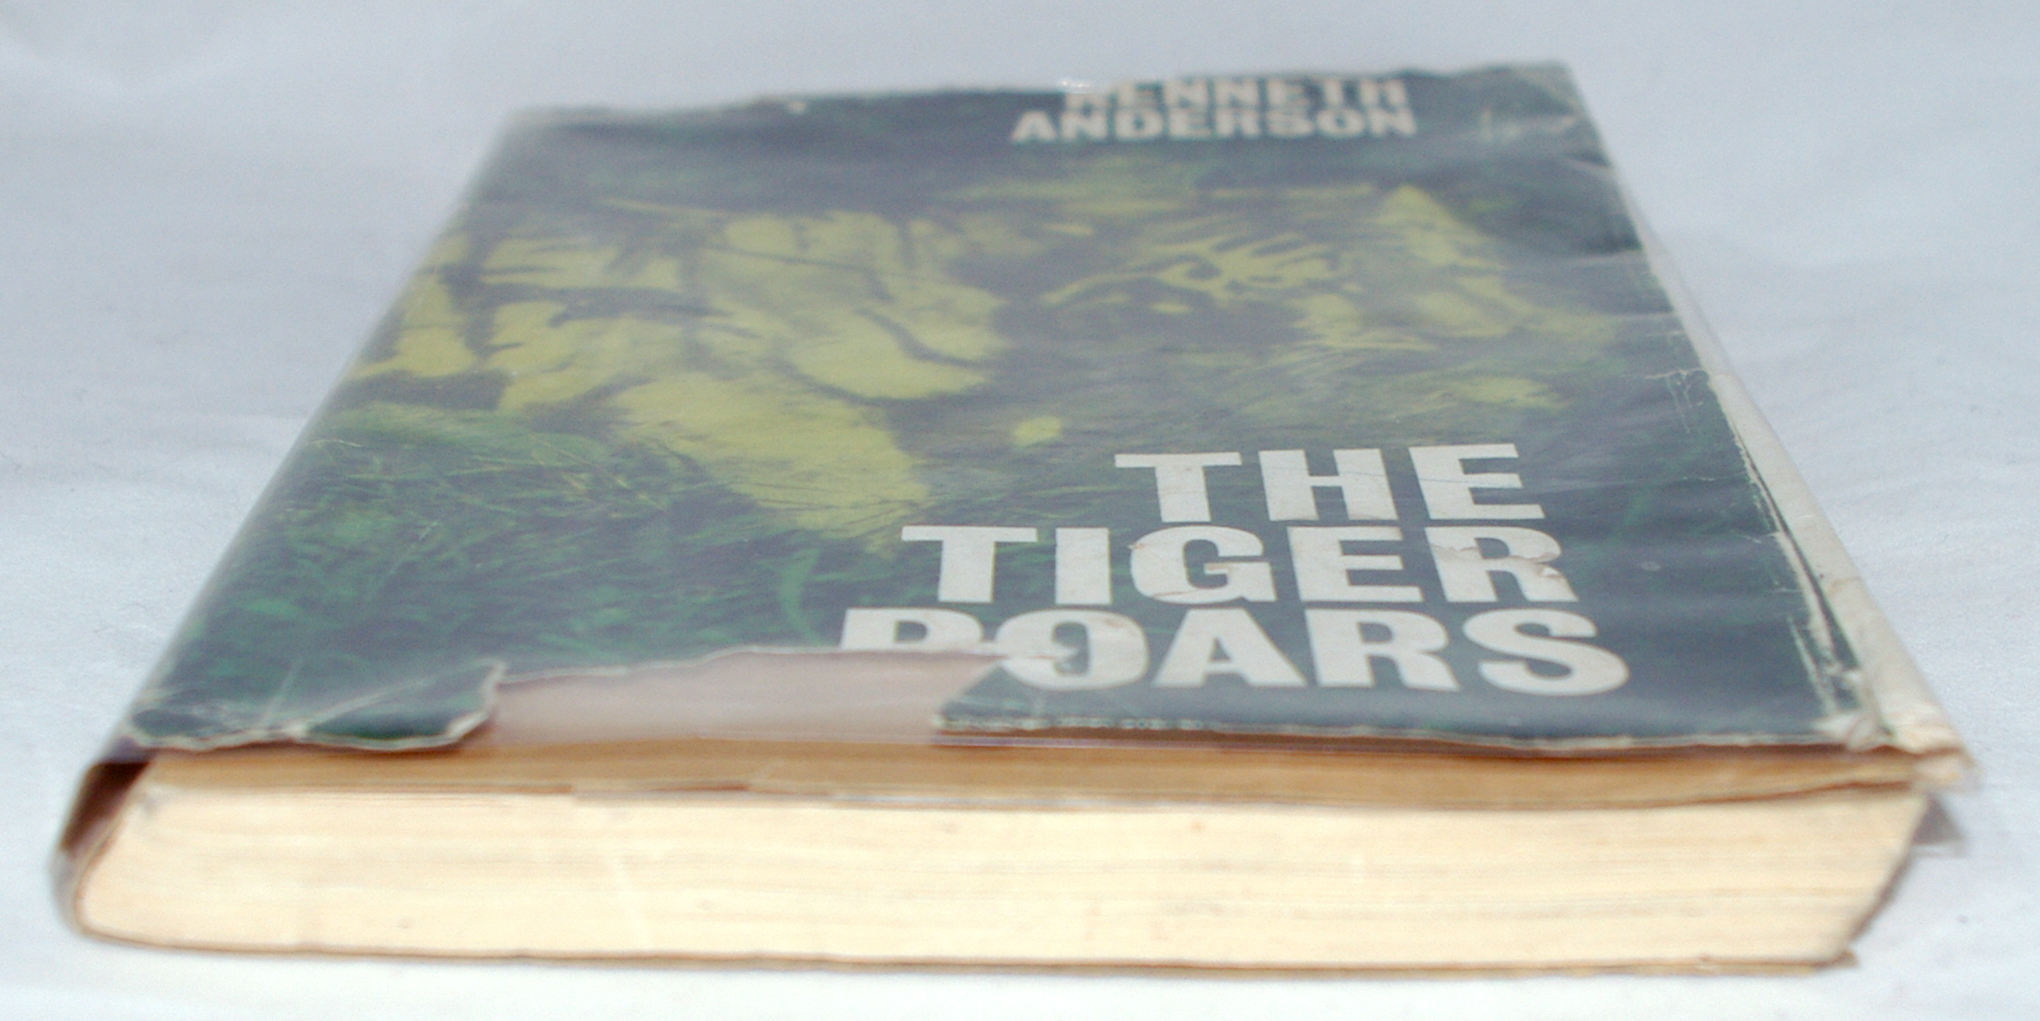 KENNETH
ANDERSON
THE
TIGER
ROARS